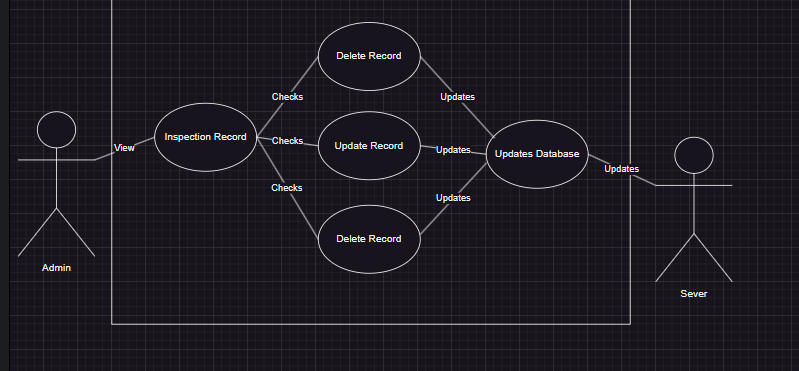 Delete Record
Checks
Updates
Inspection Record
View
Checks
Update Record
Updates
Updates Database
Updates
Checks
Updates
Delete Record
Admin
Sever